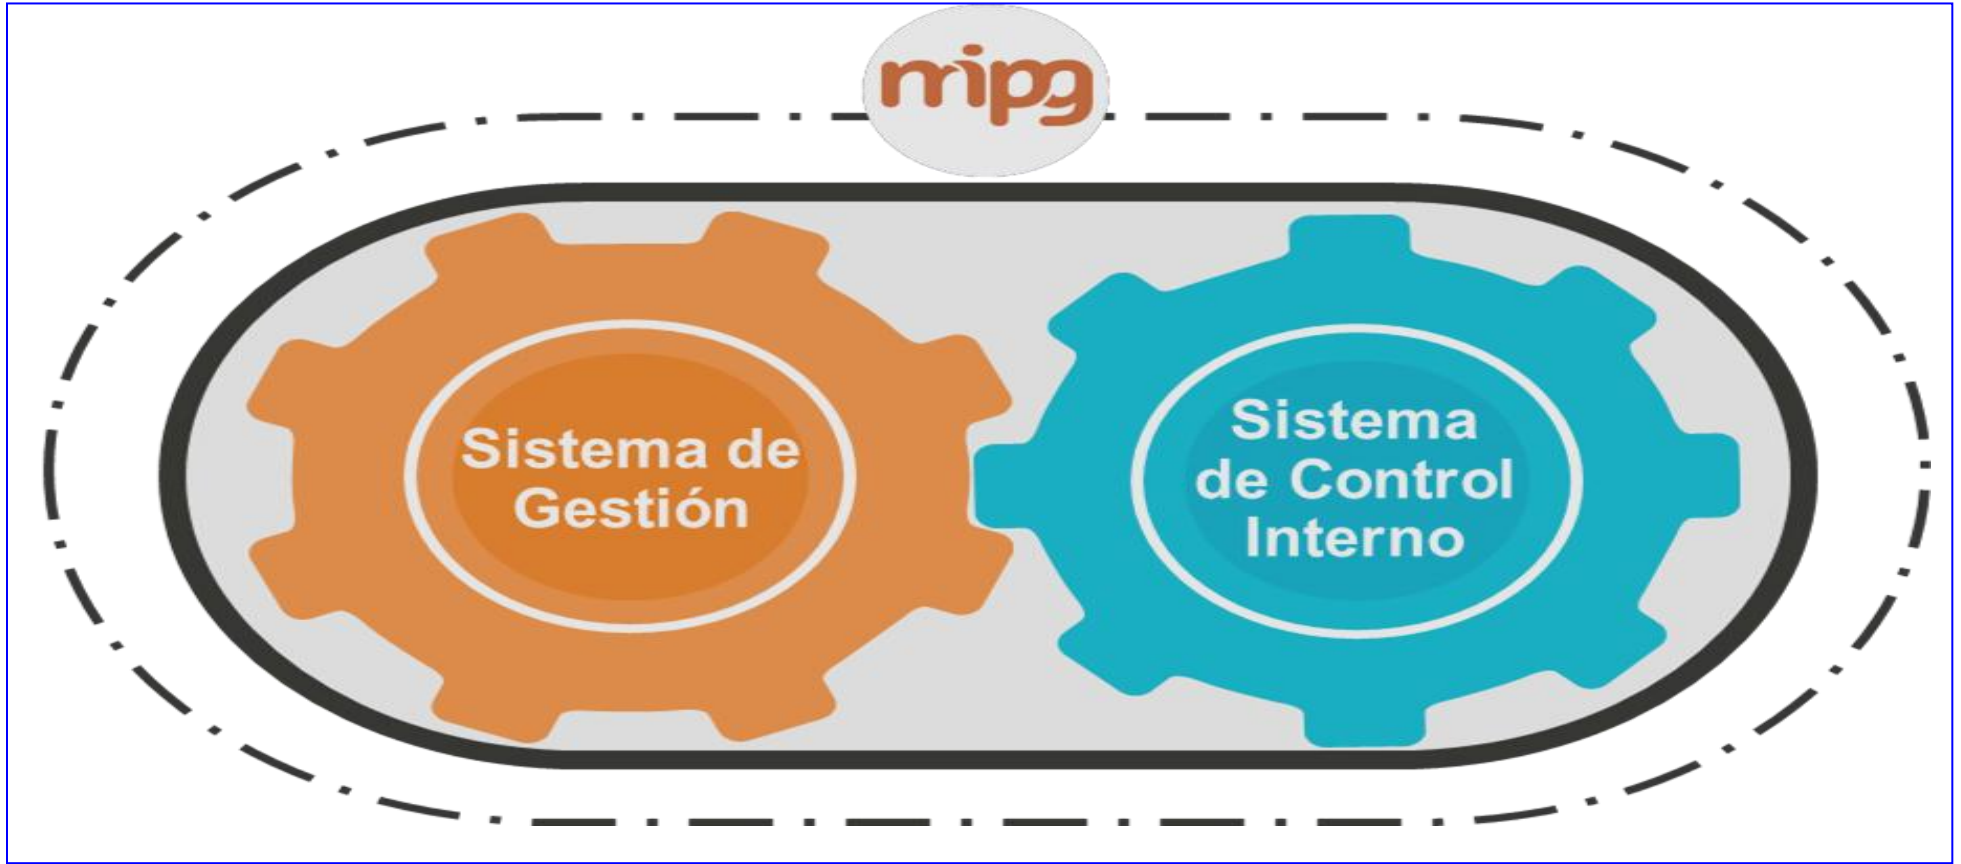 mipg
Sistema de
Gestión
Sistema
de Control
Interno